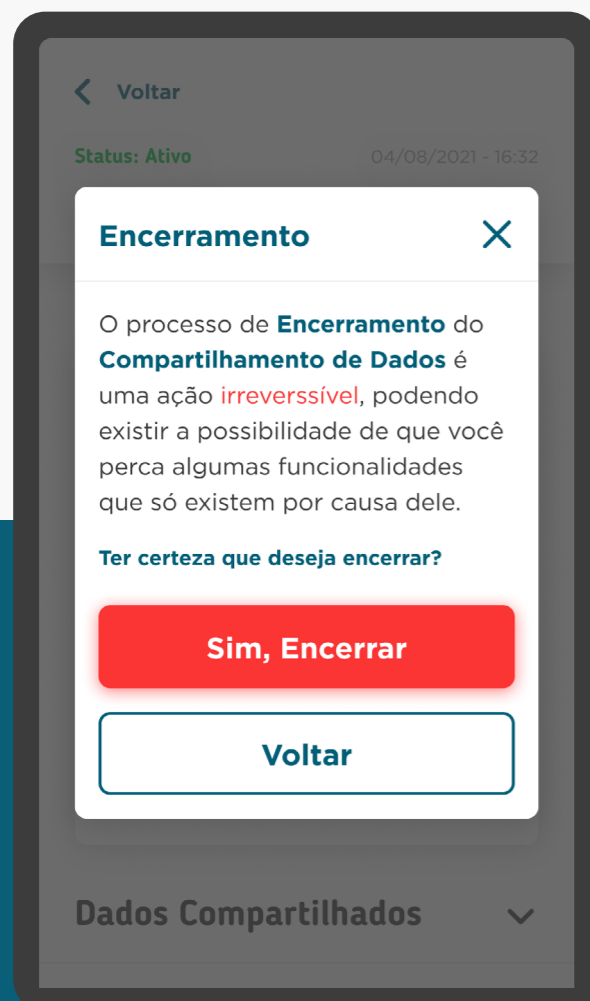 Voltar
Status: Ativo 04/08/2021 - 16:32
Encerramento
O processo de Encerramento do
Compartilhamento de Dados é
uma ação irreverssível, podendo
existir a possibilidade de que você
perca algumas funcionalidades
que só existem por causa dele.
Ter certeza que deseja encerrar?
Sim, Encerrar
Voltar
Dados Compartilhados